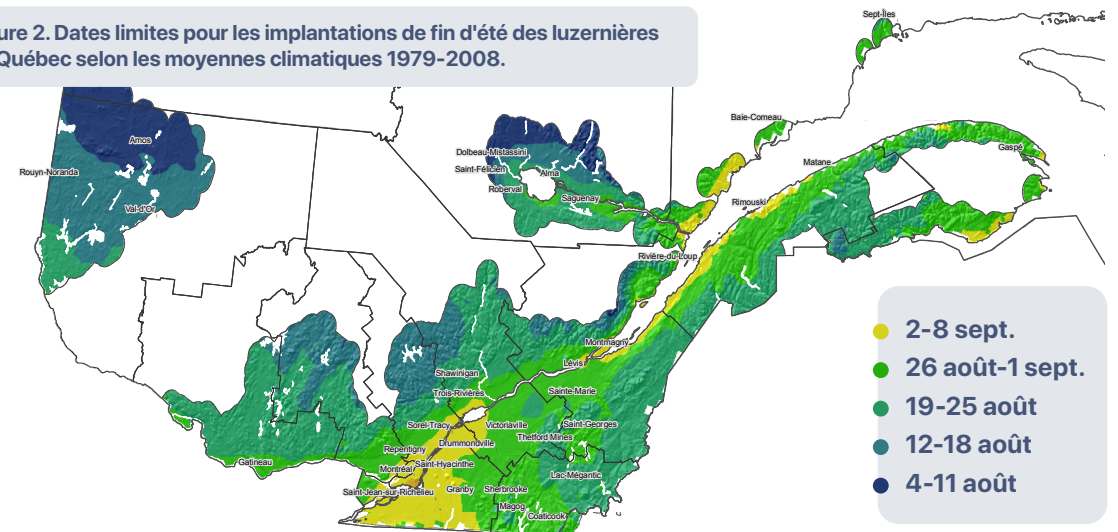 ure 2. Dates limites pour les implantations de fin d'été des luzernières
Québec selon les moyennes climatiques 1979-2008.
Sept-Îles
Baie-Comeau
Amos
Dolbeau-Mistassini
Matane
Gaspé
Rouyn-Noranda
Saint-Félicien
Alma
Roberval
Saguenay
Rimouski
Val-d'Or
Rivière-du-Loup
Montmagny
Lévis
Shawinigan
Trois-Rivières
Sainte-Marie
Sorel-Tracy
Victoriaville
Saint-Georges
Drummondville
Thetford Mines
Repentigny
Gatineau
Montréal
Saint-Hyacinthe
Lac-Mégantic
Saint-Jean-sur-Richelieu
Granby
Sherbrooke
Magog
Coaticook
2-8 sept.
26 août-1 sept.
19-25 août
12-18 août
4-11 août